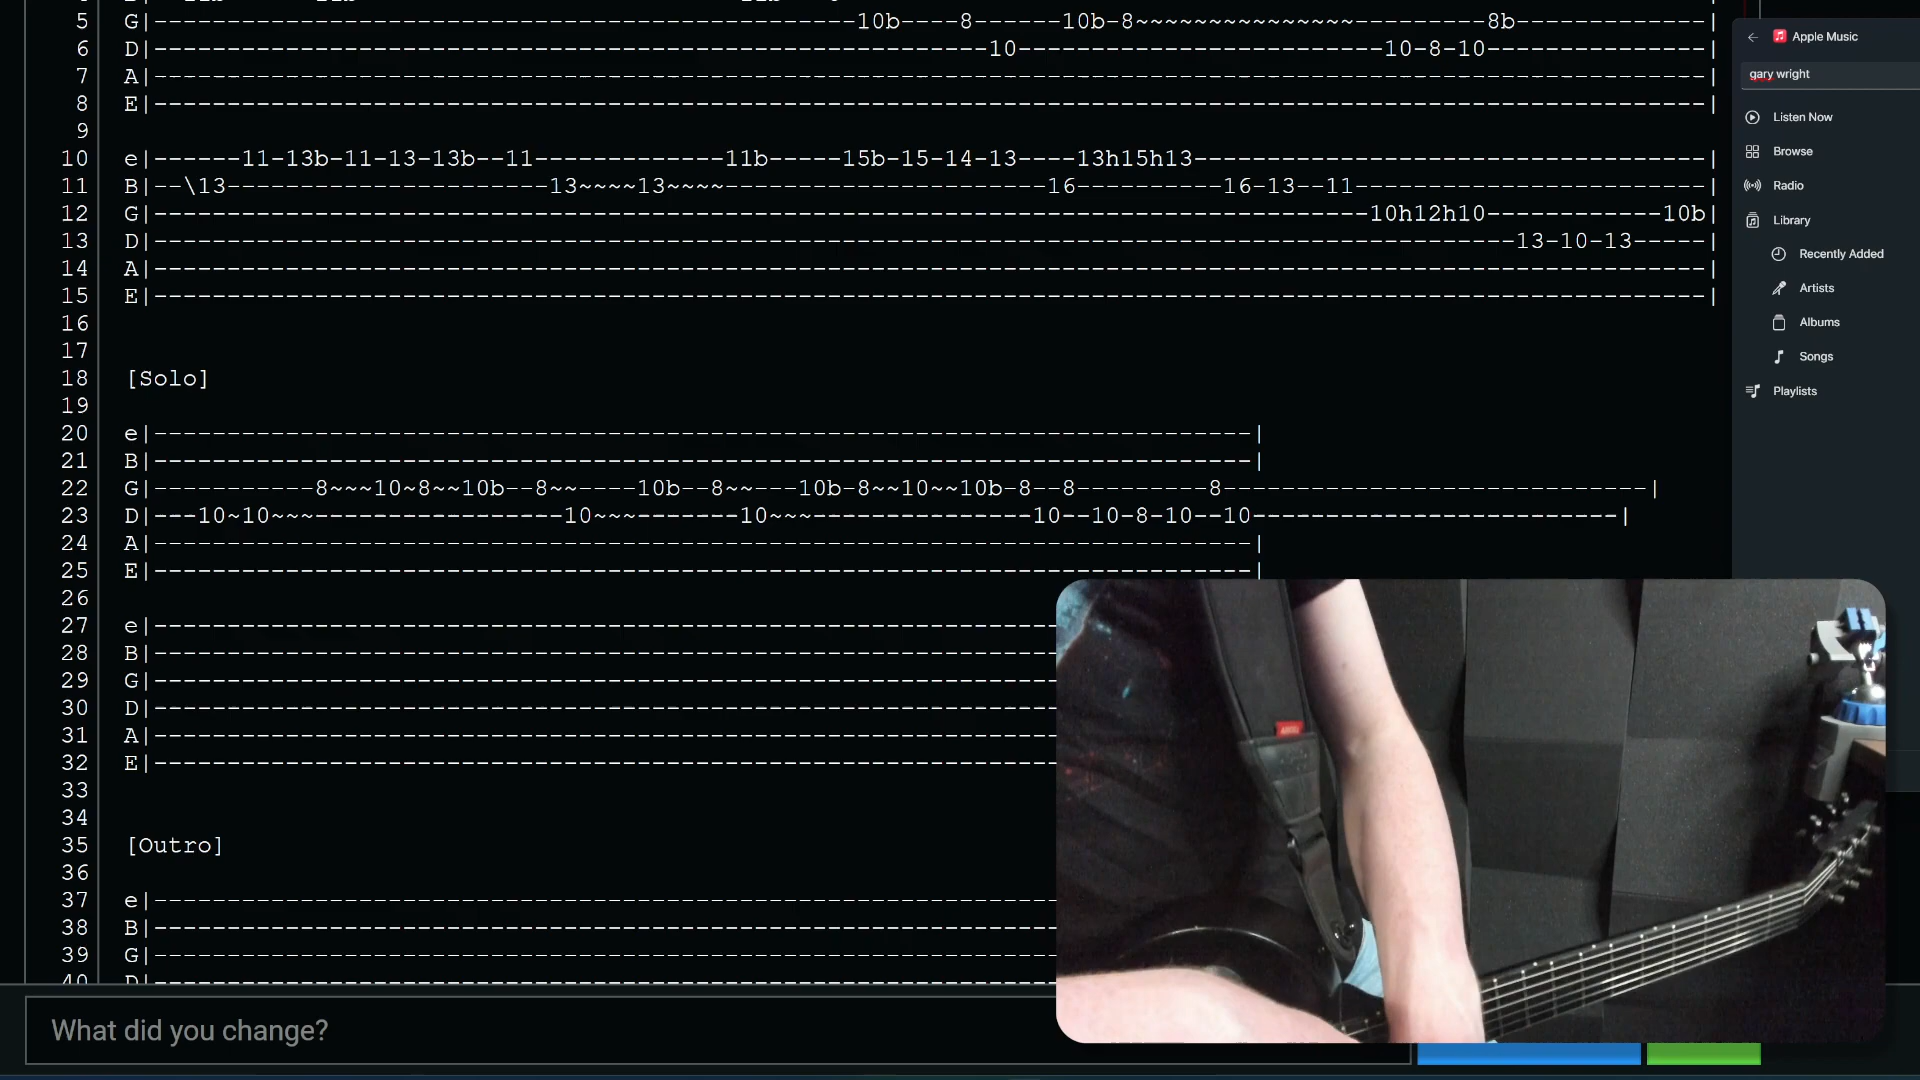 5 G|------------------------------------------------10b----8------10b-8~~~~~~~~~~~~~~~---------8b-------------|
6 D|---------------------------------------------------------10-------------------------10-8-10---------------|
7 A|----------------------------------------------------------------------------------------------------------|
8 E|----------------------------------------------------------------------------------------------------------|
9
10 e|------11-13b-11-13-13b--11-------------11b-----15b-15-14-13----13h15h13-----------------------------------|
11 B|--\13----------------------13~~~~13~~~~----------------------16----------16-13--11------------------------|
12 G|-----------------------------------------------------------------------------------10h12h10------------10b|
13 D|---------------------------------------------------------------------------------------------13-10-13-----|
14 A|----------------------------------------------------------------------------------------------------------|
15 E|----------------------------------------------------------------------------------------------------------|
16
17
18 [Solo]
19
20 e|---------------------------------------------------------------------------|
21 B|---------------------------------------------------------------------------|
22 G|-----------8~~~10~8~~10b--8~~----10b--8~~---10b-8~~10~~10b-8--8---------8-----------------------------|
23 D|---10~10~~~-----------------10~~~-------10~~~---------------10--10-8-10--10-------------------------|
24 A|---------------------------------------------------------------------------|
25 E|---------------------------------------------------------------------------|
26
27 e|--------------------------------------------------------------
28 B|--------------------------------------------------------------
29 G|--------------------------------------------------------------
30 D|--------------------------------------------------------------
31 A|--------------------------------------------------------------
32 E|--------------------------------------------------------------
33
34
35 [Outro]
36
37 e|--------------------------------------------------------------
38 B|--------------------------------------------------------------
39 G|--------------------------------------------------------------
40 D|--------------------------------------------------------------
What did you change?
Apple Music
gary wright
Listen Now
Browse
Radio
Library
Recently Added
Artists
Albums
Songs
Playlists